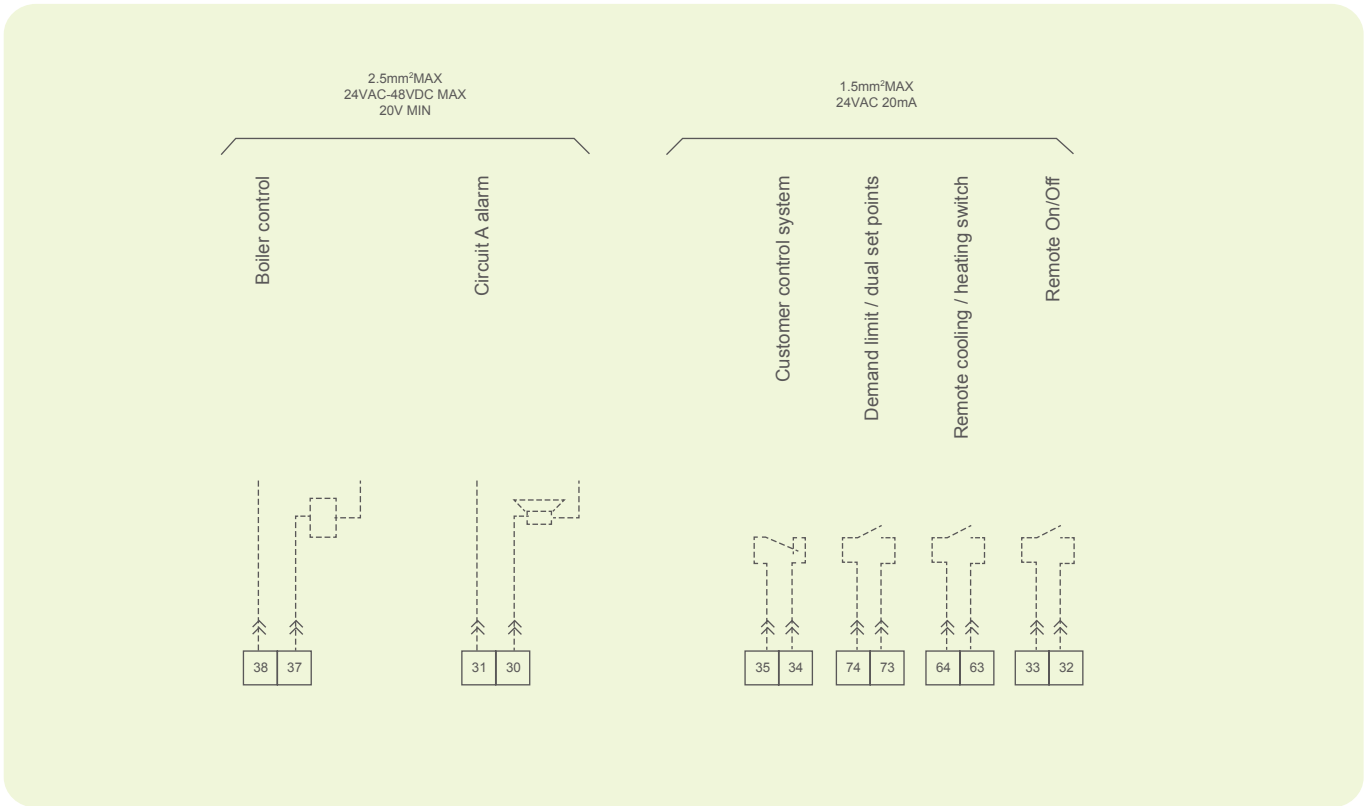 2.5mm²MAX
24VAC-48VDC MAX
20V MIN
1.5mm²MAX
24VAC 20mA
Boiler control
Circuit A alarm
Customer control system
Demand limit / dual set points
Remote cooling / heating switch
Remote On/Off
38 37
31 30
35 34
74 73
64 63
33 32